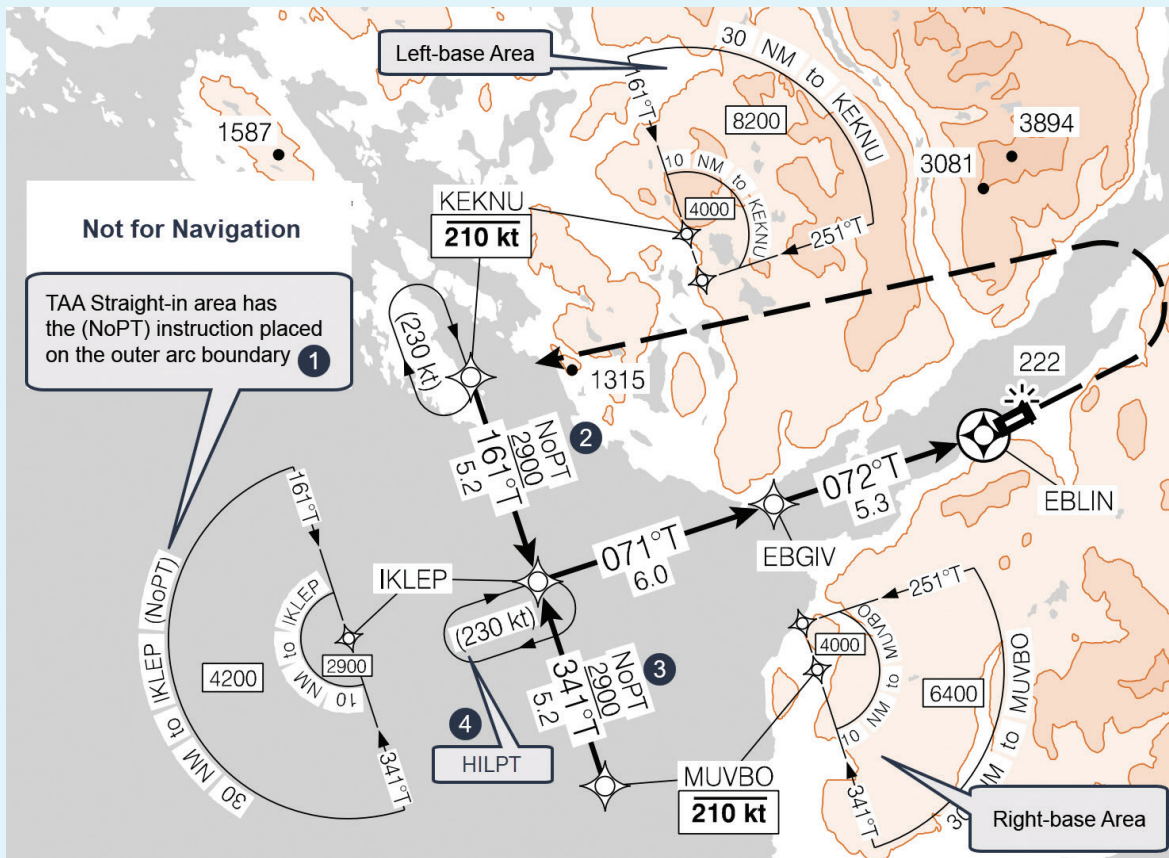 Left-base Area
30 NM to KEKNU
161°T
8200
10 NM to KEKNU
4000
251°T
3894
3081
1587
KEKNU
210 kt
Not for Navigation
TAA Straight-in area has
the (NoPT) instruction placed
on the outer arc boundary 1
(230 kt)
1315
222
NoPT
2900
161°T
5.2
2
072°T
5.3
EBLIN
071°T
6.0
EBGIV
IKLEP
(230 kt)
161°T
30 NM to IKLEP (NoPT)
4200
10 NM to IKLEP
2900
341°T
NoPT
2900
341°T
5.2
3
4
HILPT
MUVBO
210 kt
251°T
10 NM to MUVBO
4000
6400
30 NM to MUVBO
341°T
Right-base Area